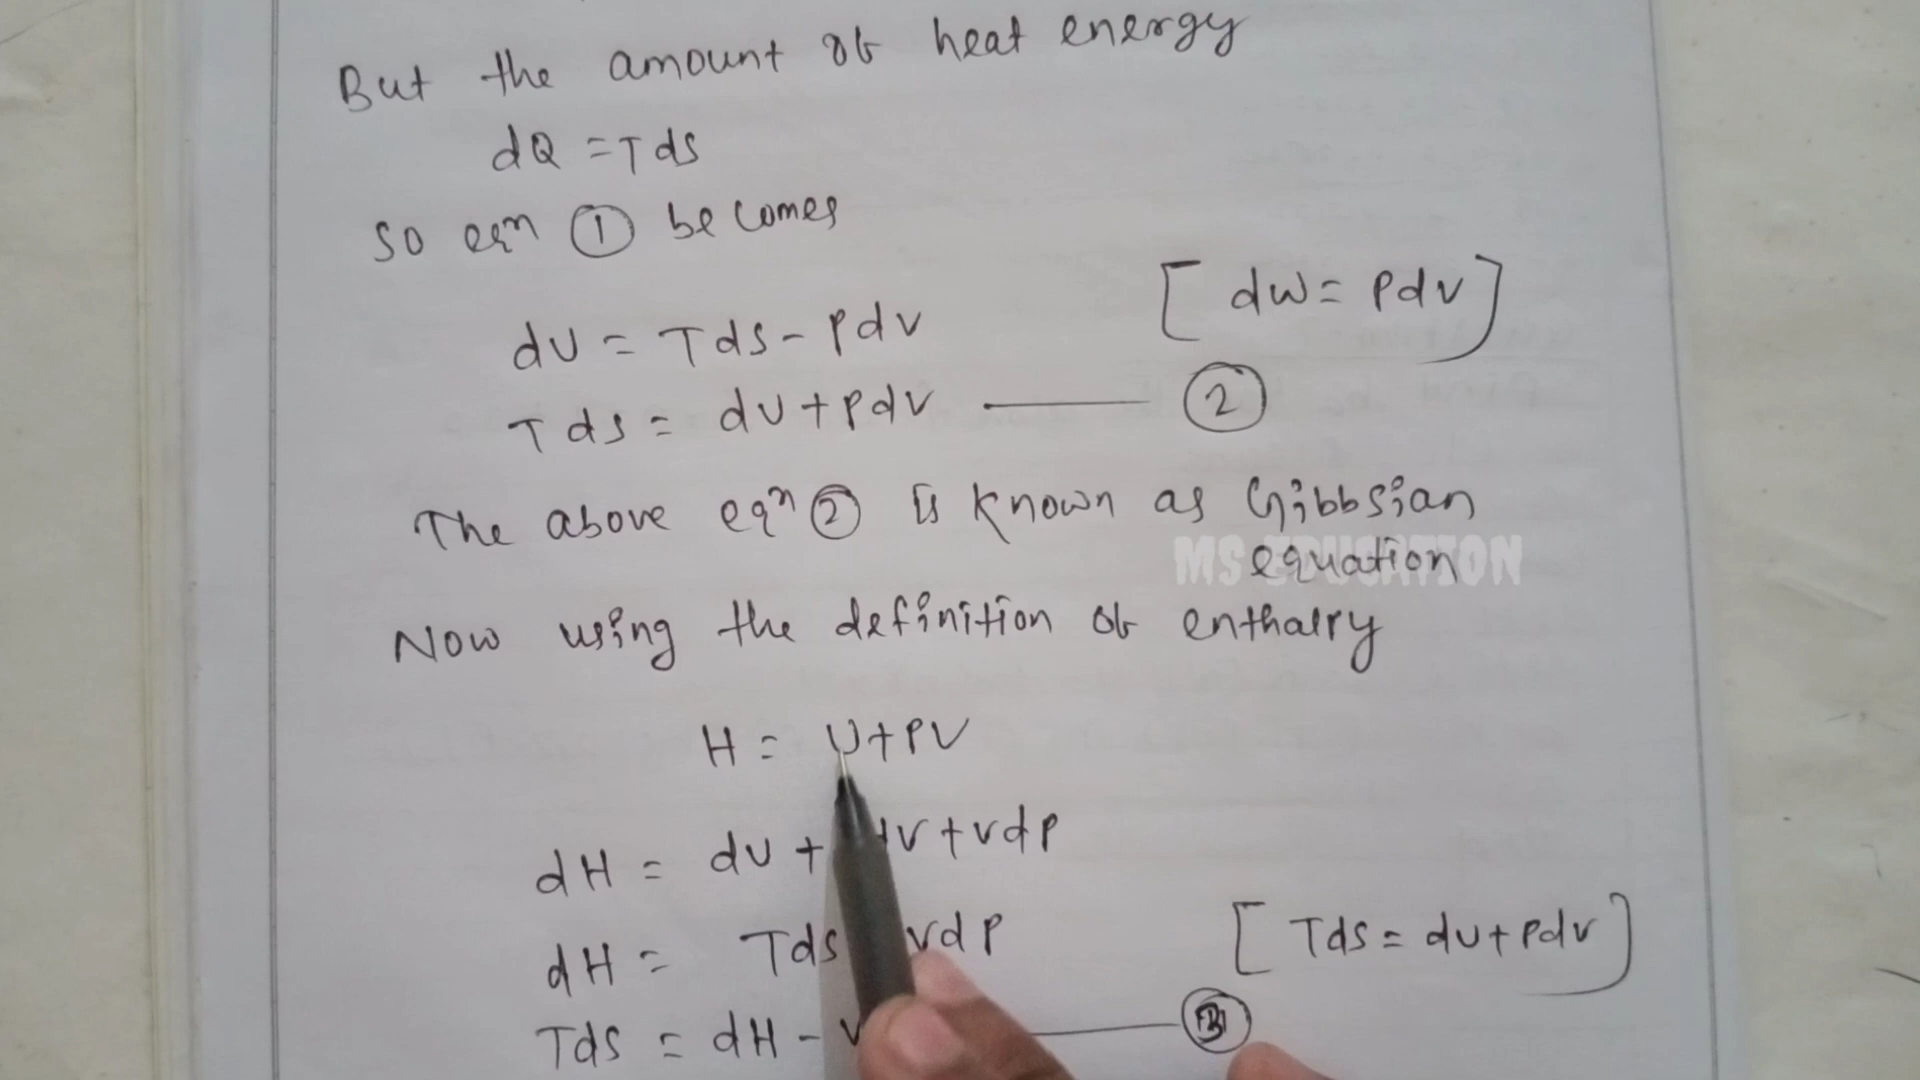 But the amount of heat energy
dQ = Tds
So eqn ① becomes
dU = Tds - Pdv [dw = Pdv]
Tds = dU + Pdv —— ②
The above eqn ② is known as Gibbsian
equation
MS EDUCATION
Now using the definition of enthalpy
H = U + PV
dH = dU + dv + vdp
dH = Tds vdp [Tds = dU + Pdv]
Tds = dH - v —— ③